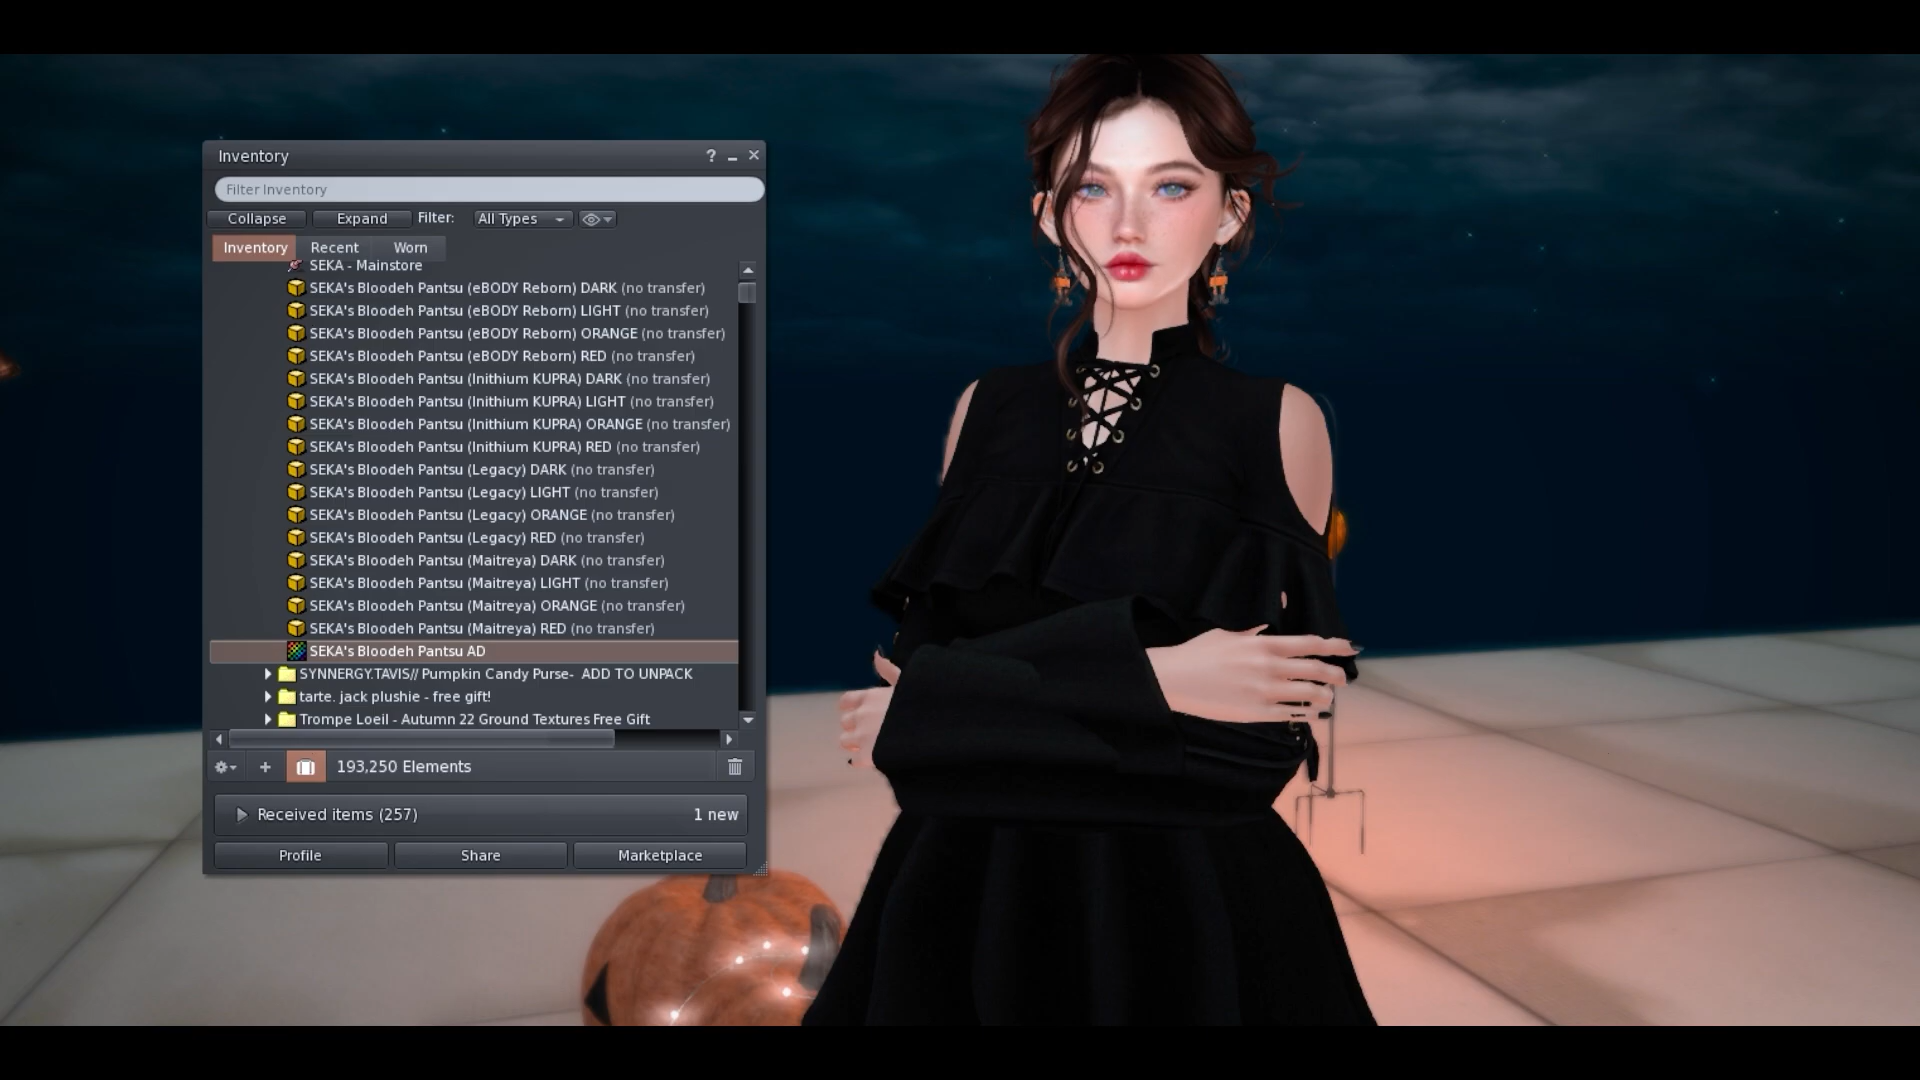 Inventory
?
Filter Inventory
Collapse Expand Filter: All Types
Inventory Recent Worn
SEKA - Mainstore
SEKA's Bloodeh Pantsu (eBODY Reborn) DARK (no transfer)
SEKA's Bloodeh Pantsu (eBODY Reborn) LIGHT (no transfer)
SEKA's Bloodeh Pantsu (eBODY Reborn) ORANGE (no transfer)
SEKA's Bloodeh Pantsu (eBODY Reborn) RED (no transfer)
SEKA's Bloodeh Pantsu (Inithium KUPRA) DARK (no transfer)
SEKA's Bloodeh Pantsu (Inithium KUPRA) LIGHT (no transfer)
SEKA's Bloodeh Pantsu (Inithium KUPRA) ORANGE (no transfer)
SEKA's Bloodeh Pantsu (Inithium KUPRA) RED (no transfer)
SEKA's Bloodeh Pantsu (Legacy) DARK (no transfer)
SEKA's Bloodeh Pantsu (Legacy) LIGHT (no transfer)
SEKA's Bloodeh Pantsu (Legacy) ORANGE (no transfer)
SEKA's Bloodeh Pantsu (Legacy) RED (no transfer)
SEKA's Bloodeh Pantsu (Maitreya) DARK (no transfer)
SEKA's Bloodeh Pantsu (Maitreya) LIGHT (no transfer)
SEKA's Bloodeh Pantsu (Maitreya) ORANGE (no transfer)
SEKA's Bloodeh Pantsu (Maitreya) RED (no transfer)
SEKA's Bloodeh Pantsu AD
SYNNERGY.TAVIS// Pumpkin Candy Purse- ADD TO UNPACK
tarte. jack plushie - free gift!
Trompe Loeil - Autumn 22 Ground Textures Free Gift
193,250 Elements
Received items (257) 1 new
Profile Share Marketplace